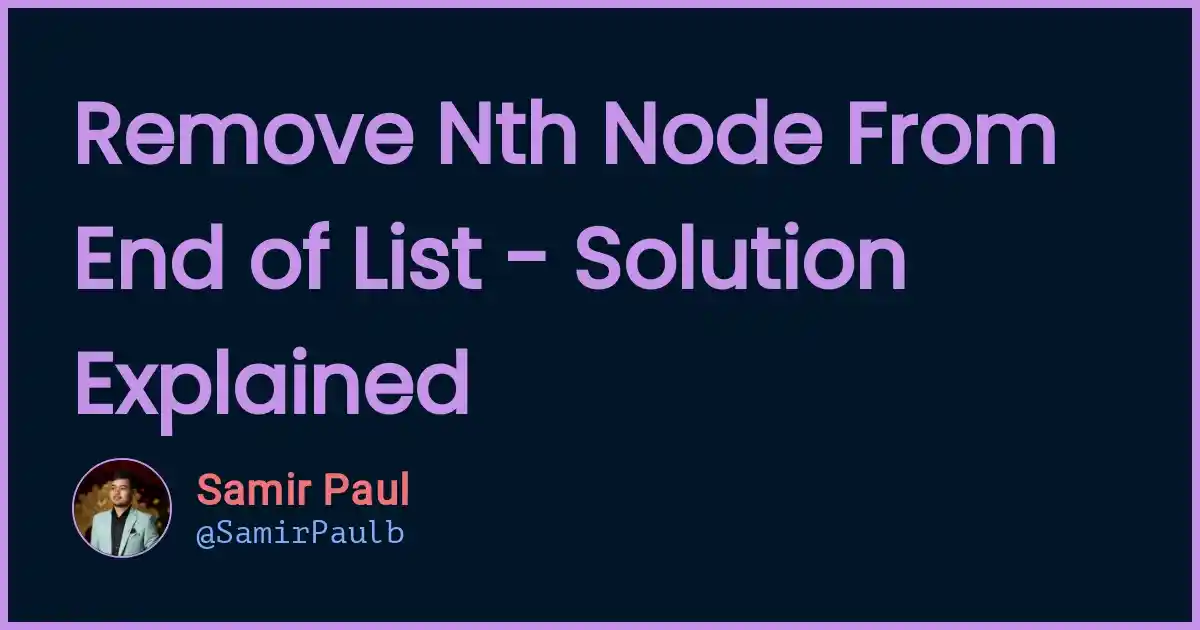 Remove Nth Node From
End of List - Solution
Explained
Samir Paul
@SamirPaulb